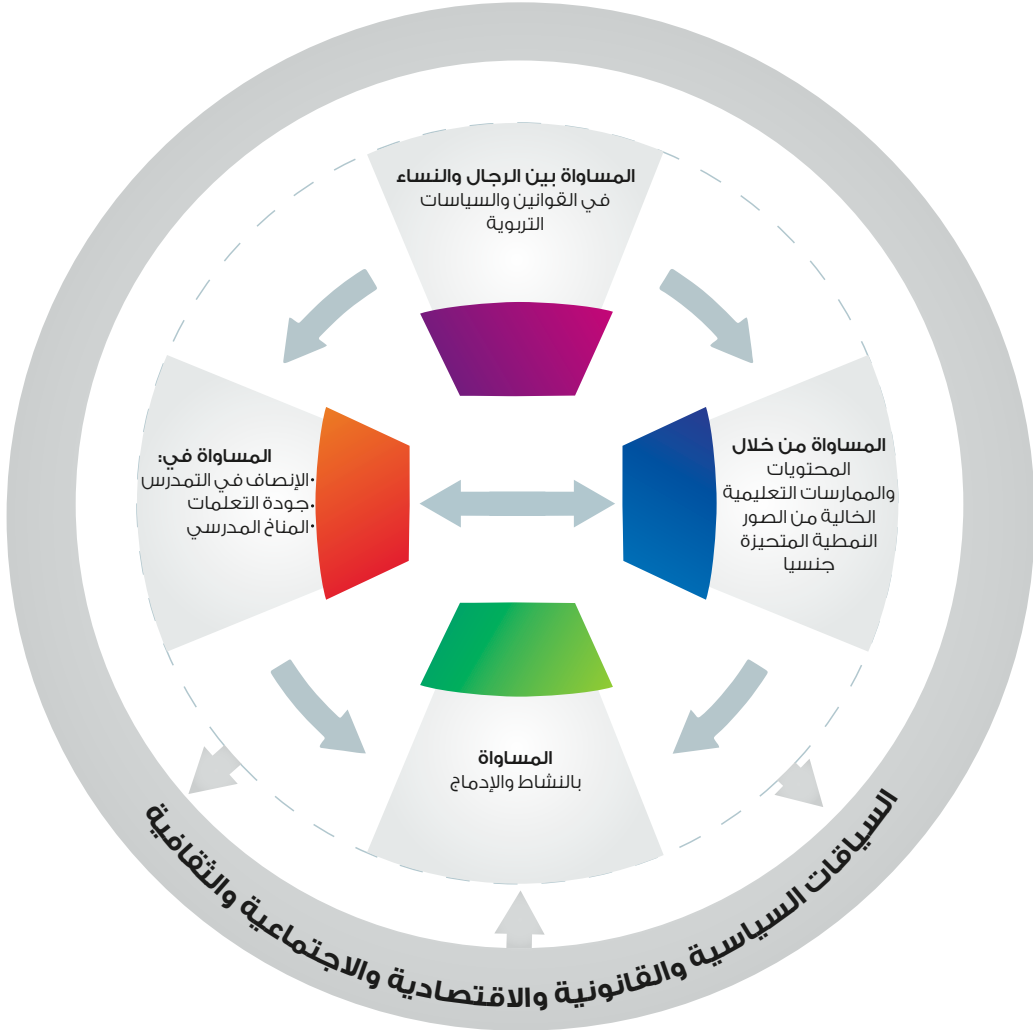 المساواة بين الرجال والنساء
في القوانين والسياسات
التربوية
المساواة من خلال
المحتويات
والممارسات التعليمية
الخالية من الصور
النمطية المتحيزة
جنسيا
المساواة في:
·الإنصاف في التمدرس
·جودة التعلمات
·المناخ المدرسي
المساواة
بالنشاط والإدماج
السياقات السياسية والقانونية والاقتصادية والاجتماعية والثقافية